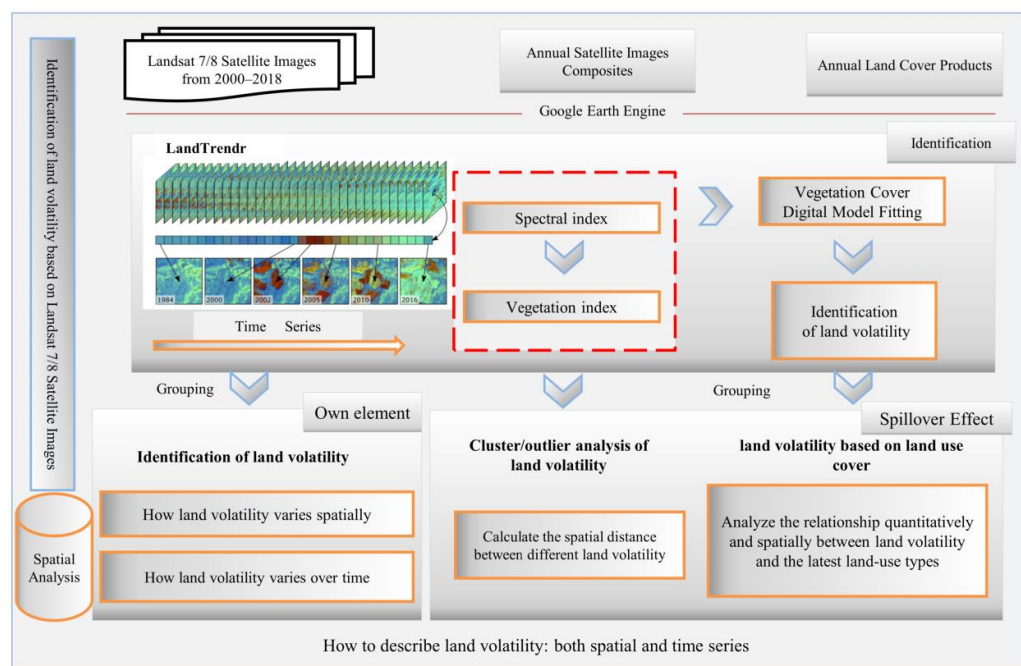 Identification of land volatility based on Landsat 7/8 Satellite Images
Landsat 7/8 Satellite Images
from 2000–2018
Annual Satellite Images
Composites
Annual Land Cover Products
Google Earth Engine
Identification
LandTrendr
1984
2000
2002
2005
2010
2016
Time Series
Spectral index
Vegetation index
Vegetation Cover
Digital Model Fitting
Identification
of land volatility
Grouping
Grouping
Own element
Identification of land volatility
How land volatility varies spatially
How land volatility varies over time
Spillover Effect
Cluster/outlier analysis of
land volatility
Calculate the spatial distance
between different land volatility
land volatility based on land use
cover
Analyze the relationship quantitatively
and spatially between land volatility
and the latest land-use types
Spatial
Analysis
How to describe land volatility: both spatial and time series